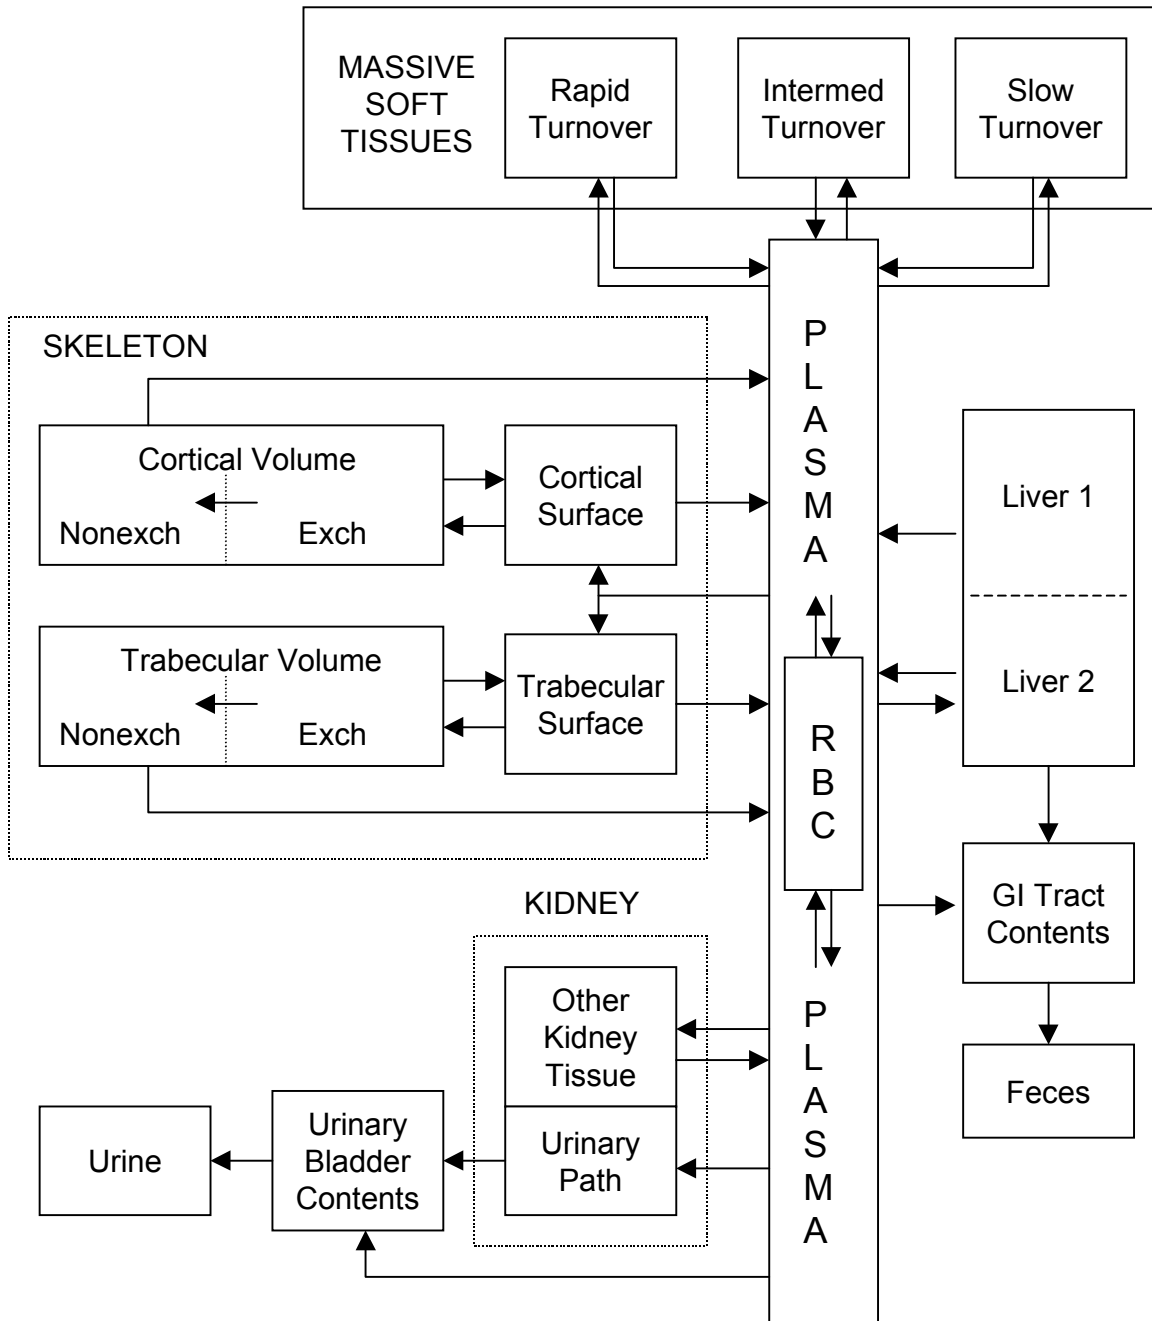 MASSIVE
SOFT
TISSUES
Rapid
Turnover
Intermed
Turnover
Slow
Turnover
SKELETON
Cortical Volume
Nonexch
Exch
Cortical
Surface
Trabecular Volume
Nonexch
Exch
Trabecular
Surface
P
L
A
S
M
A
R
B
C
P
L
A
S
M
A
Liver 1
Liver 2
GI Tract
Contents
Feces
KIDNEY
Other
Kidney
Tissue
Urinary
Path
Urinary
Bladder
Contents
Urine